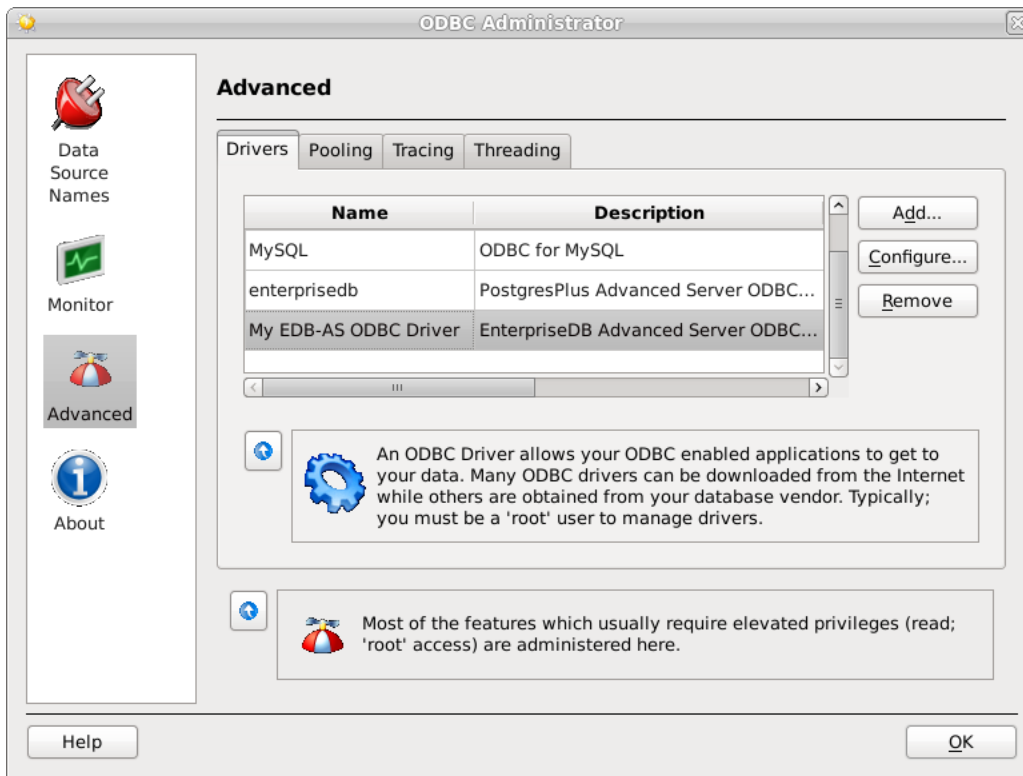 ODBC Administrator
Data
Source
Names
Monitor
Advanced
About
Advanced
Drivers Pooling Tracing Threading
Name Description
MySQL ODBC for MySQL
enterprisedb PostgresPlus Advanced Server ODBC...
My EDB-AS ODBC Driver EnterpriseDB Advanced Server ODBC...
Add...
Configure...
Remove
An ODBC Driver allows your ODBC enabled applications to get to
your data. Many ODBC drivers can be downloaded from the Internet
while others are obtained from your database vendor. Typically;
you must be a 'root' user to manage drivers.
Most of the features which usually require elevated privileges (read;
'root' access) are administered here.
Help OK